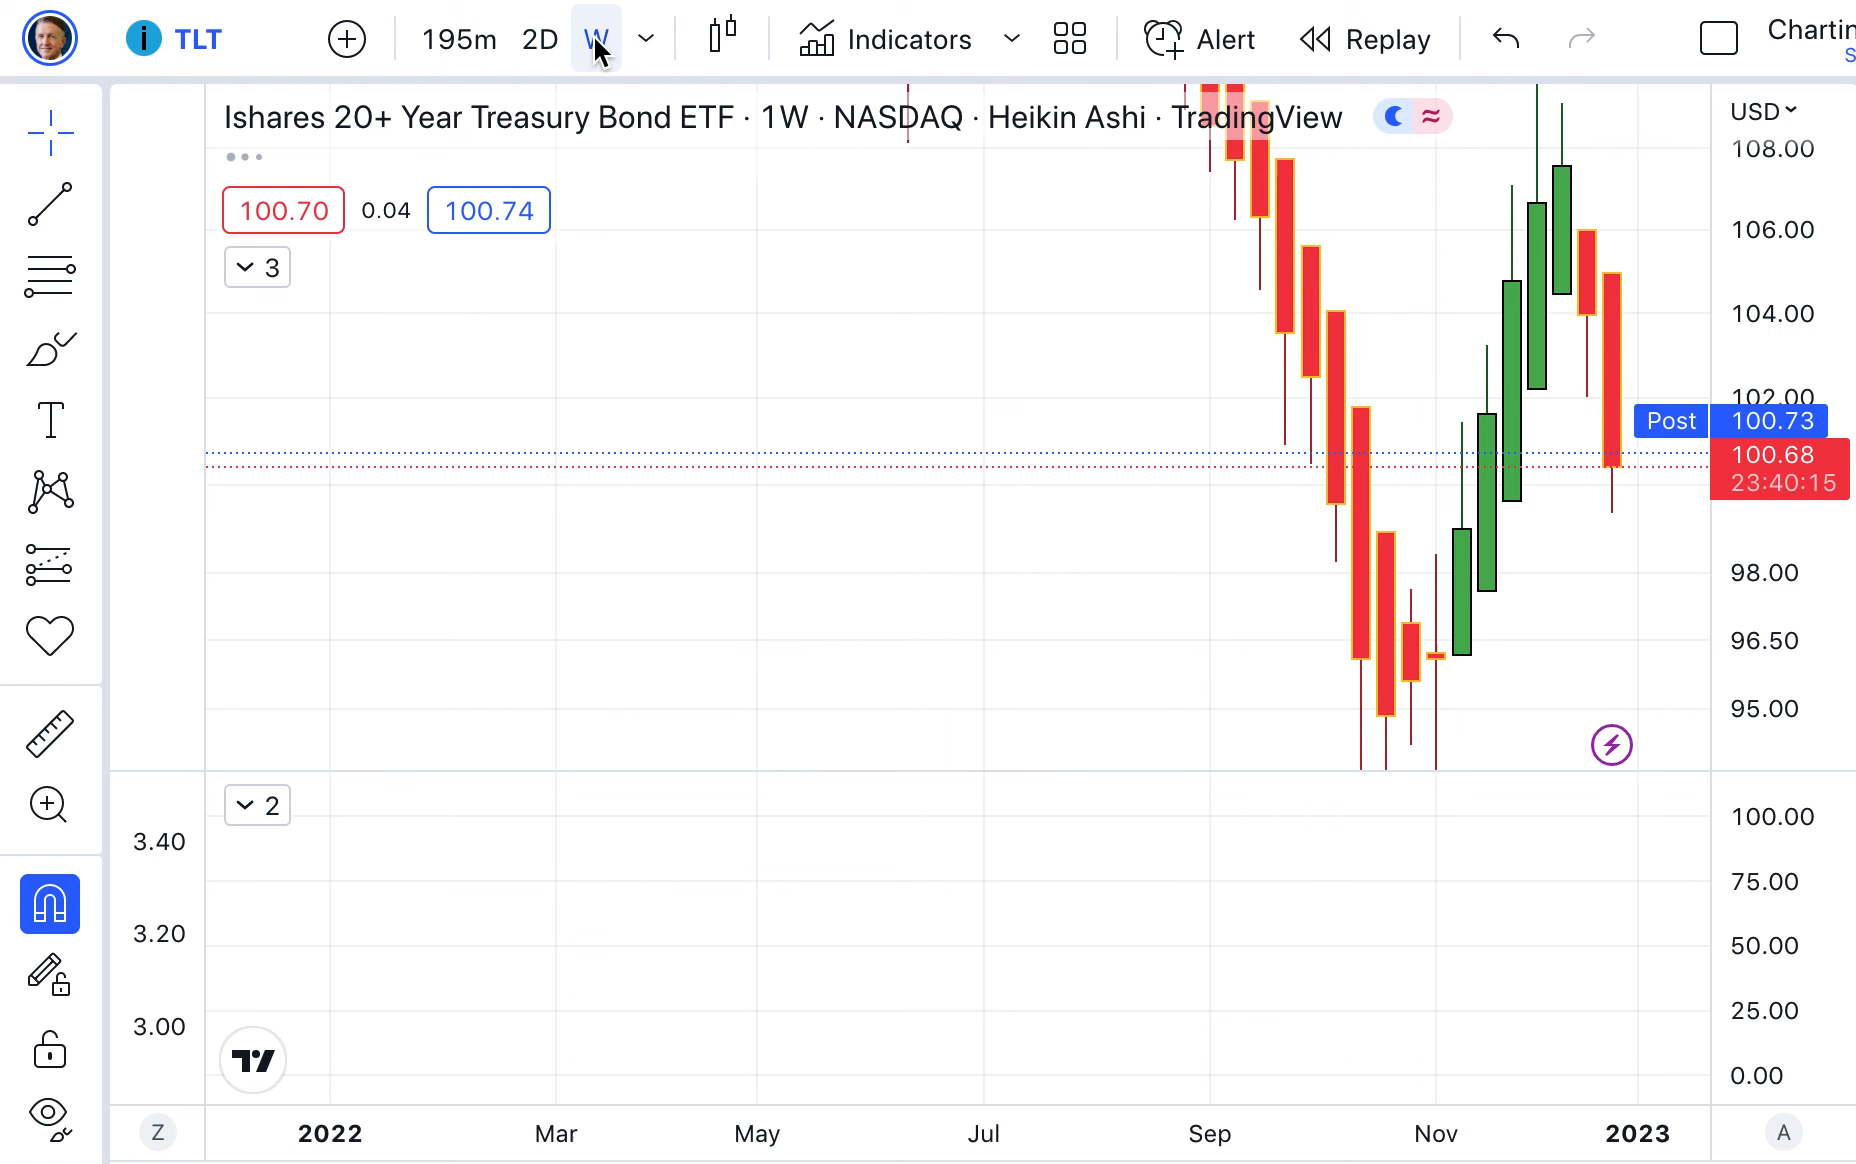 TLT 195m 2D W Indicators Alert Replay Chartin
S
Ishares 20+ Year Treasury Bond ETF · 1W · NASDAQ · Heikin Ashi · TradingView
USD
108.00
100.70 0.04 100.74
106.00
3
104.00
102.00
Post 100.73
100.68
23:40:15
98.00
96.50
95.00
2
100.00
3.40
75.00
3.20
50.00
25.00
3.00
0.00
Z 2022 Mar May Jul Sep Nov 2023 A